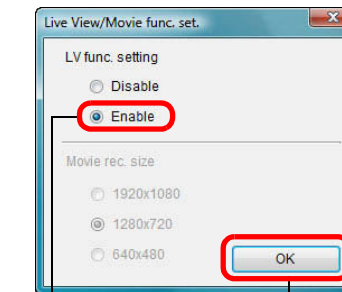 Live View/Movie func. set.
LV func. setting
Disable
Enable
Movie rec. size
1920x1080
1280x720
640x480
OK